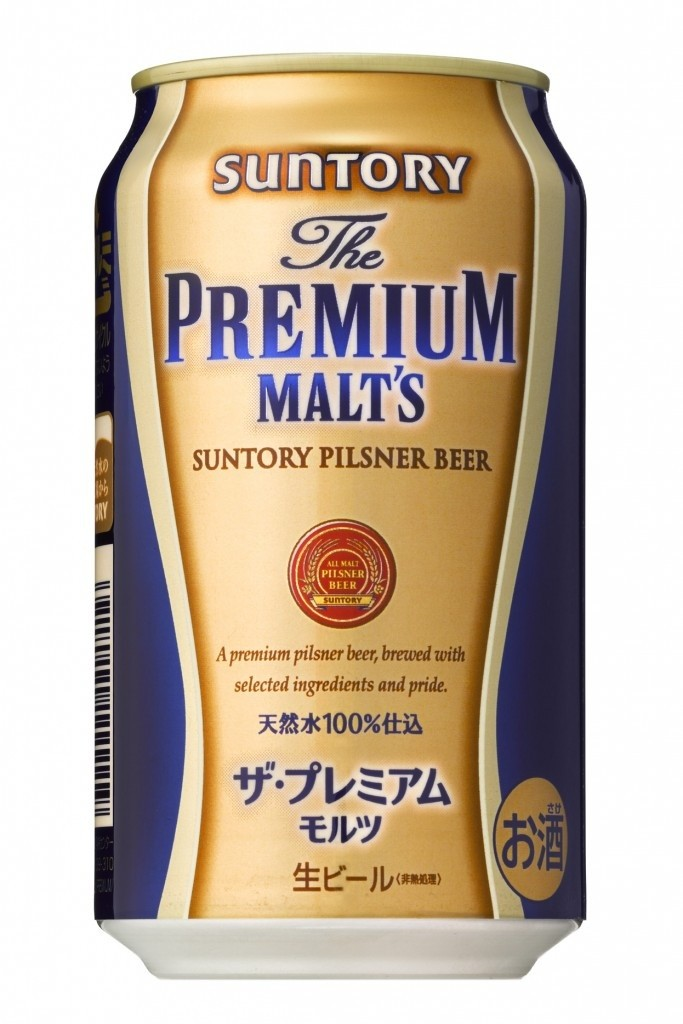 SUNTORY
The
PREMIUM
MALT'S
SUNTORY PILSNER BEER
ALL MALT
PILSNER
BEER
SUNTORY
A premium pilsner beer, brewed with
selected ingredients and pride.
天然水100%仕込
ザ・プレミアム
モルツ
生ビール〈非熱処理〉
さけ
お酒